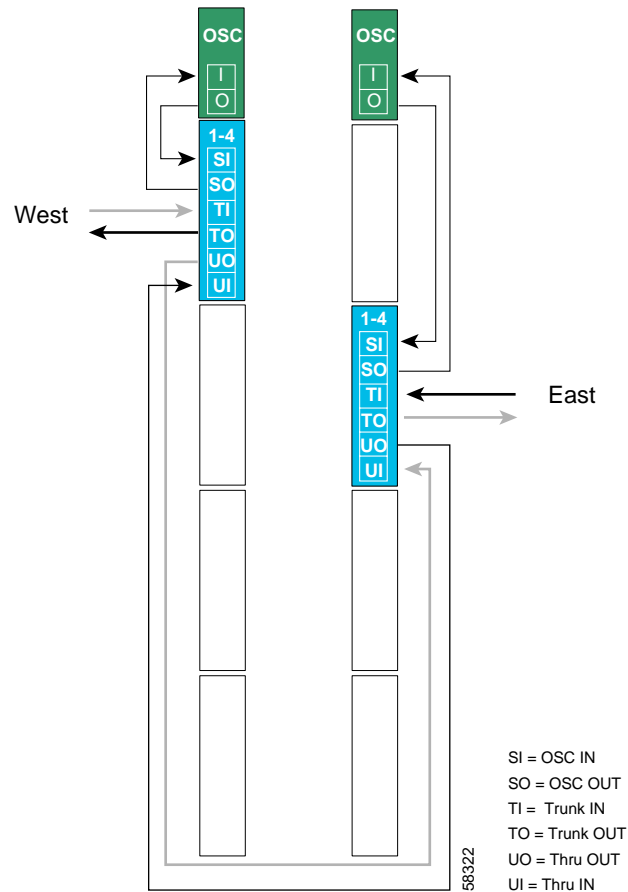 OSC
I
O
1-4
SI
SO
TI
TO
UO
UI
West
OSC
I
O
1-4
SI
SO
TI
TO
UO
UI
East
SI = OSC IN
SO = OSC OUT
TI = Trunk IN
TO = Trunk OUT
UO = Thru OUT
UI = Thru IN
58322